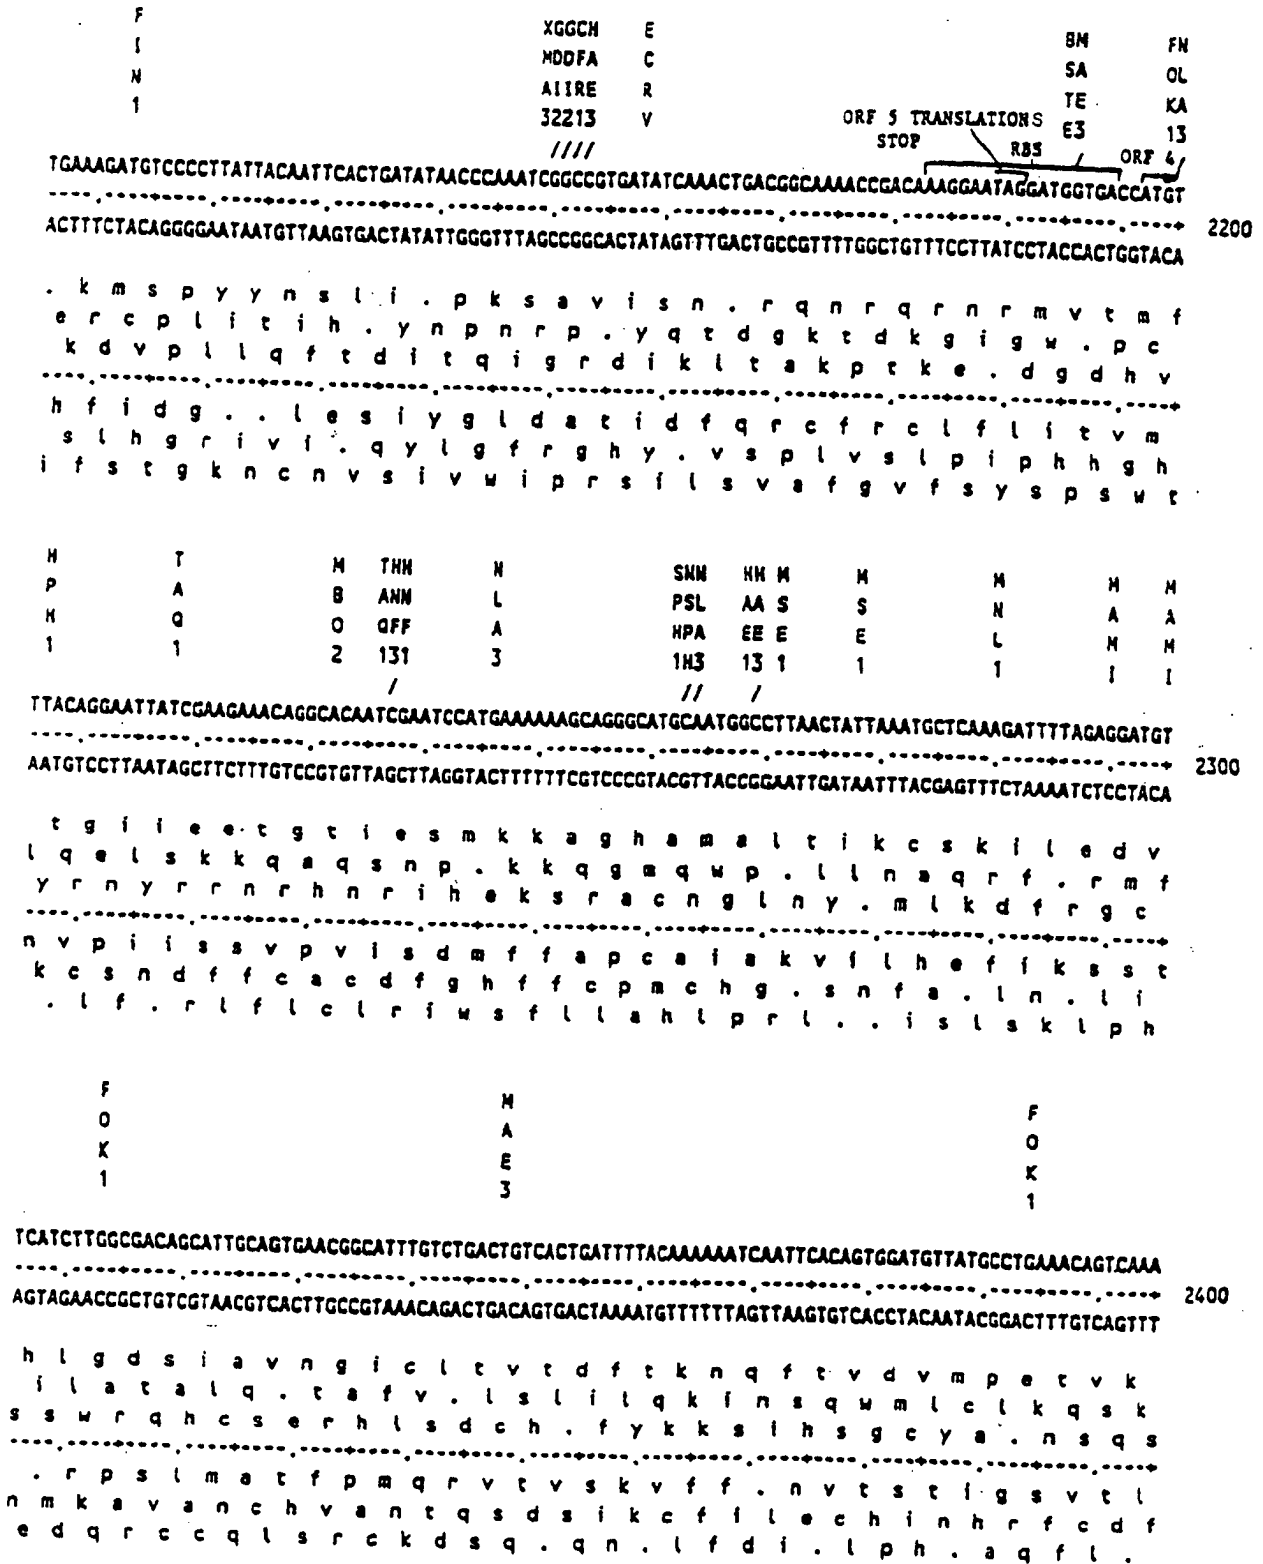 F XGGCH E BM FN
I MDDFA C SA OL
N AIIRE R TE KA
1 32213 V ORF 5 TRANSLATIONS E3 13
STOP RBS ORF 4
////
TGAAAGATGTCCCCTTATTACAATTCACTGATATAACCCAAATCGGCCGTGATATCAAACTGACGGCAAAACCGACAAAGGAATAGGATGGTGACCATGT
2200
ACTTTCTACAGGGGAATAATGTTAAGTGACTATATTGGGTTTAGCCGGCACTATAGTTTGACTGCCGTTTTGGCTGTTTCCTTATCCTACCACTGGTACA
. k m s p y y n s l i . p k s a v i s n . r q n r q r n r m v t m f
e r c p l i t i h . y n p n r p . y q t d g k t d k g i g w . p c
k d v p l l q f t d i t q i g r d i k l t a k p t k e . d g d h v
h f i d g . . l e s i y g l d a t i d f q r c f r c l f l i t v m
s l h g r i v i . q y l g f r g h y . v s p l v s l p i p h h g h
i f s t g k n c n v s i v w i p r s i l s v a f g v f s y s p s w t
H T M THH N SNN HH M M M M M
P A B ANN L PSL AA S S N A A
H Q O QFF A HPA EE E E L M M
1 1 2 131 3 1H3 13 1 1 1 I I
/ // /
TTACAGGAATTATCGAAGAAACAGGCACAATCGAATCCATGAAAAAAGCAGGGCATGCAATGGCCTTAACTATTAAATGCTCAAAGATTTTAGAGGATGT
2300
AATGTCCTTAATAGCTTCTTTGTCCGTGTTAGCTTAGGTACTTTTTTCGTCCCGTACGTTACCGGAATTGATAATTTACGAGTTTCTAAAATCTCCTACA
t g i i e e t g t i e s m k k a g h a m a l t i k c s k i l e d v
l q e l s k k q a q s n p . k k q g m q w p . l l n a q r f . r m f
y r n y r r n r h n r i h e k s r a c n g l n y . m l k d f r g c
n v p i i s s v p v i s d m f f a p c a i a k v i l h e f i k s s t
k c s n d f f c a c d f g h f f c p m c h g . s n f a . l n . l i
. l f . r l f l c l r i w s f l l a h l p r l . . i s l s k l p h
F M F
O A O
K E K
1 3 1
TCATCTTGGCGACAGCATTGCAGTGAACGGCATTTGTCTGACTGTCACTGATTTTACAAAAAATCAATTCACAGTGGATGTTATGCCTGAAACAGTCAAA
2400
AGTAGAACCGCTGTCGTAACGTCACTTGCCGTAAACAGACTGACAGTGACTAAAATGTTTTTTAGTTAAGTGTCACCTACAATACGGACTTTGTCAGTTT
h l g d s i a v n g i c l t v t d f t k n q f t v d v m p e t v k
i l a t a l q . t a f v . l s l i l q k i n s q w m l c l k q s k
s s w r q h c s e r h l s d c h . f y k k s i h s g c y a . n s q s
. r p s l m a t f p m q r v t v s k v f f . n v t s t i g s v t l
n m k a v a n c h v a n t q s d s i k c f i l e c h i n h r f c d f
e d q r c c q l s r c k d s q . q n . l f d i . l p h . a q f l .